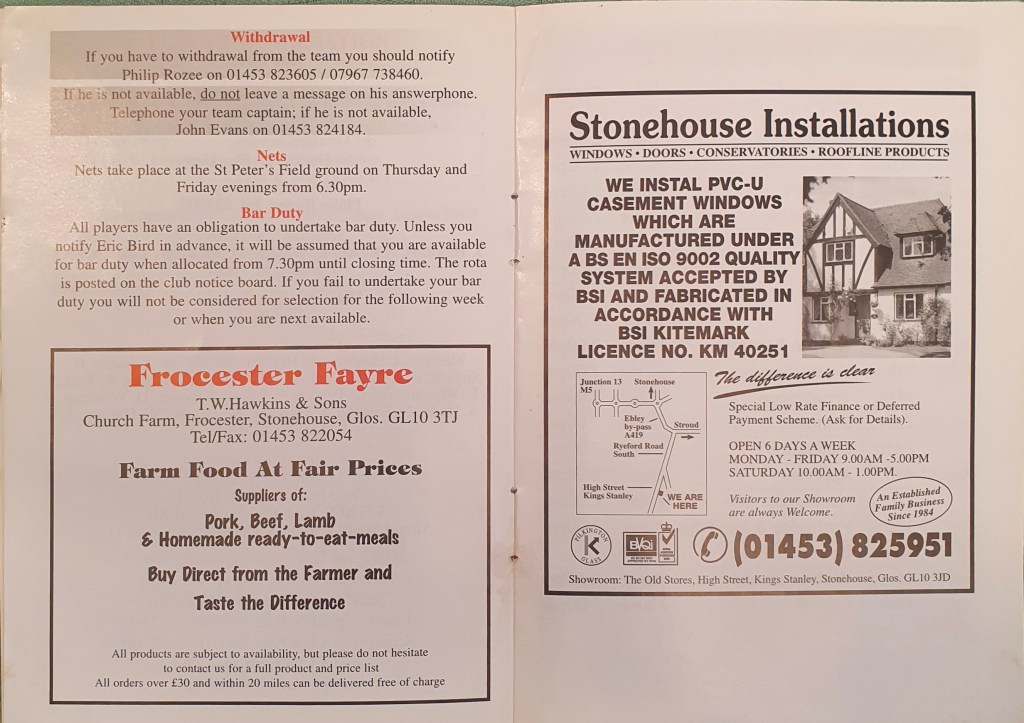 Withdrawal
If you have to withdrawal from the team you should notify
Philip Rozee on 01453 823605 / 07967 738460.
If he is not available, do not leave a message on his answerphone.
Telephone your team captain; if he is not available,
John Evans on 01453 824184.
Nets
Nets take place at the St Peter's Field ground on Thursday and
Friday evenings from 6.30pm.
Bar Duty
All players have an obligation to undertake bar duty. Unless you
notify Eric Bird in advance, it will be assumed that you are available
for bar duty when allocated from 7.30pm until closing time. The rota
is posted on the club notice board. If you fail to undertake your bar
duty you will not be considered for selection for the following week
or when you are next available.
Frocester Fayre
T.W.Hawkins & Sons
Church Farm, Frocester, Stonehouse, Glos. GL10 3TJ
Tel/Fax: 01453 822054
Farm Food At Fair Prices
Suppliers of:
Pork, Beef, Lamb
& Homemade ready-to-eat-meals
Buy Direct from the Farmer and
Taste the Difference
All products are subject to availability, but please do not hesitate
to contact us for a full product and price list
All orders over £30 and within 20 miles can be delivered free of charge
Stonehouse Installations
WINDOWS • DOORS • CONSERVATORIES • ROOFLINE PRODUCTS
WE INSTAL PVC-U
CASEMENT WINDOWS
WHICH ARE
MANUFACTURED UNDER
A BS EN ISO 9002 QUALITY
SYSTEM ACCEPTED BY
BSI AND FABRICATED IN
ACCORDANCE WITH
BSI KITEMARK
LICENCE NO. KM 40251
Junction 13
M5
Stonehouse
Ebley
by-pass
A419
Stroud
Ryeford Road
South
High Street
Kings Stanley
WE ARE
HERE
The difference is clear
Special Low Rate Finance or Deferred
Payment Scheme. (Ask for Details).
OPEN 6 DAYS A WEEK
MONDAY - FRIDAY 9.00AM -5.00PM
SATURDAY 10.00AM - 1.00PM.
Visitors to our Showroom
are always Welcome.
An Established
Family Business
Since 1984
PILKINGTON
K
GLASS
BVQI
(01453) 825951
Showroom: The Old Stores, High Street, Kings Stanley, Stonehouse, Glos. GL10 3JD